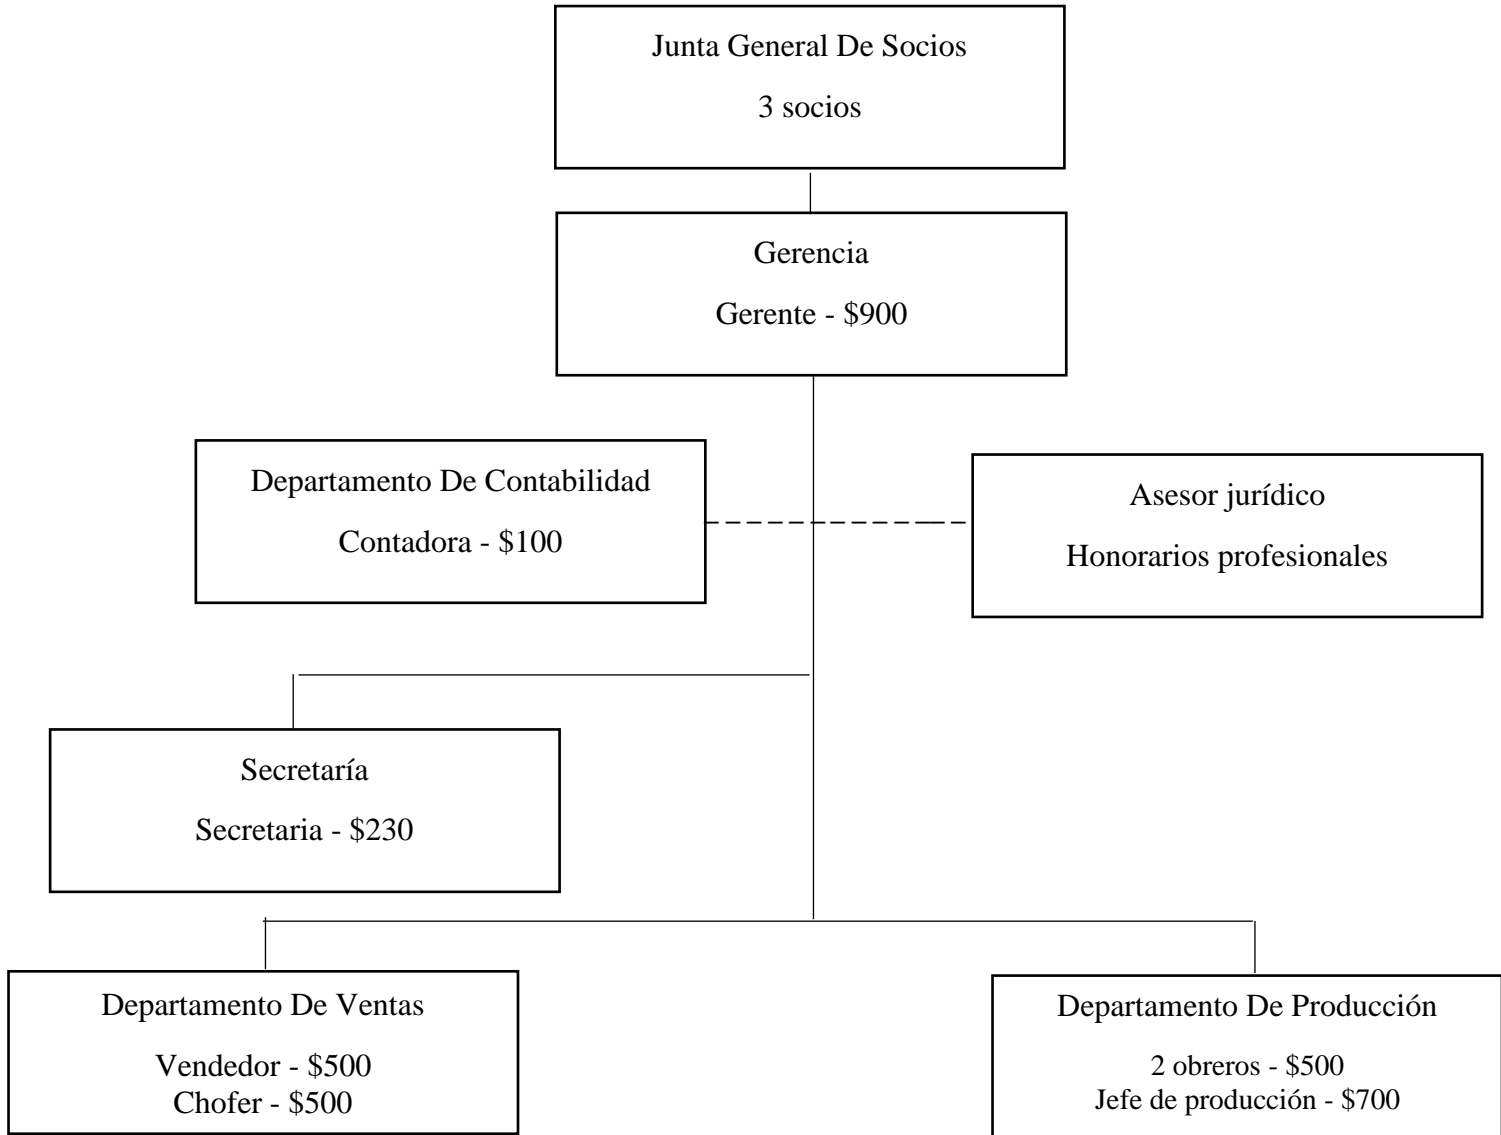 Junta General De Socios
3 socios
Gerencia
Gerente - $900
Departamento De Contabilidad
Contadora - $100
Asesor jurídico
Honorarios profesionales
Secretaría
Secretaria - $230
Departamento De Ventas
Vendedor - $500
Chofer - $500
Departamento De Producción
2 obreros - $500
Jefe de producción - $700